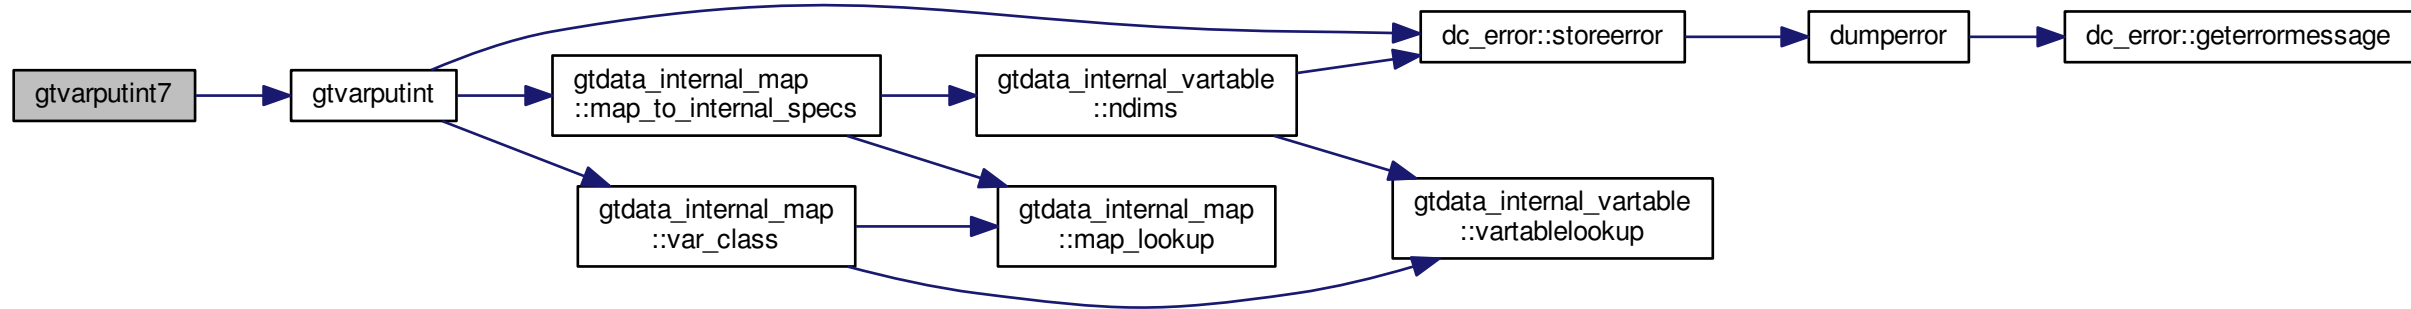 gtvarputint7
gtvarputint
gtdata_internal_map
::map_to_internal_specs
gtdata_internal_map
::var_class
gtdata_internal_vartable
::ndims
gtdata_internal_map
::map_lookup
dc_error::storeerror
gtdata_internal_vartable
::vartablelookup
dumperror
dc_error::geterrormessage